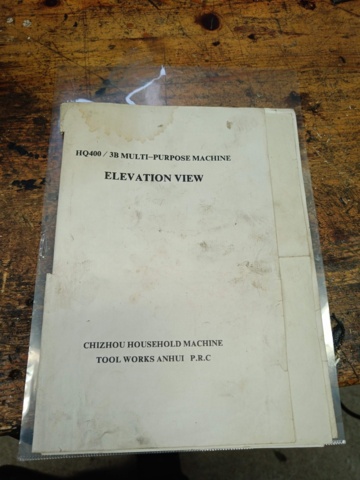 HQ400 / 3B MULTI-PURPOSE MACHINE
ELEVATION VIEW
CHIZHOU HOUSEHOLD MACHINE
TOOL WORKS ANHUI P.R.C